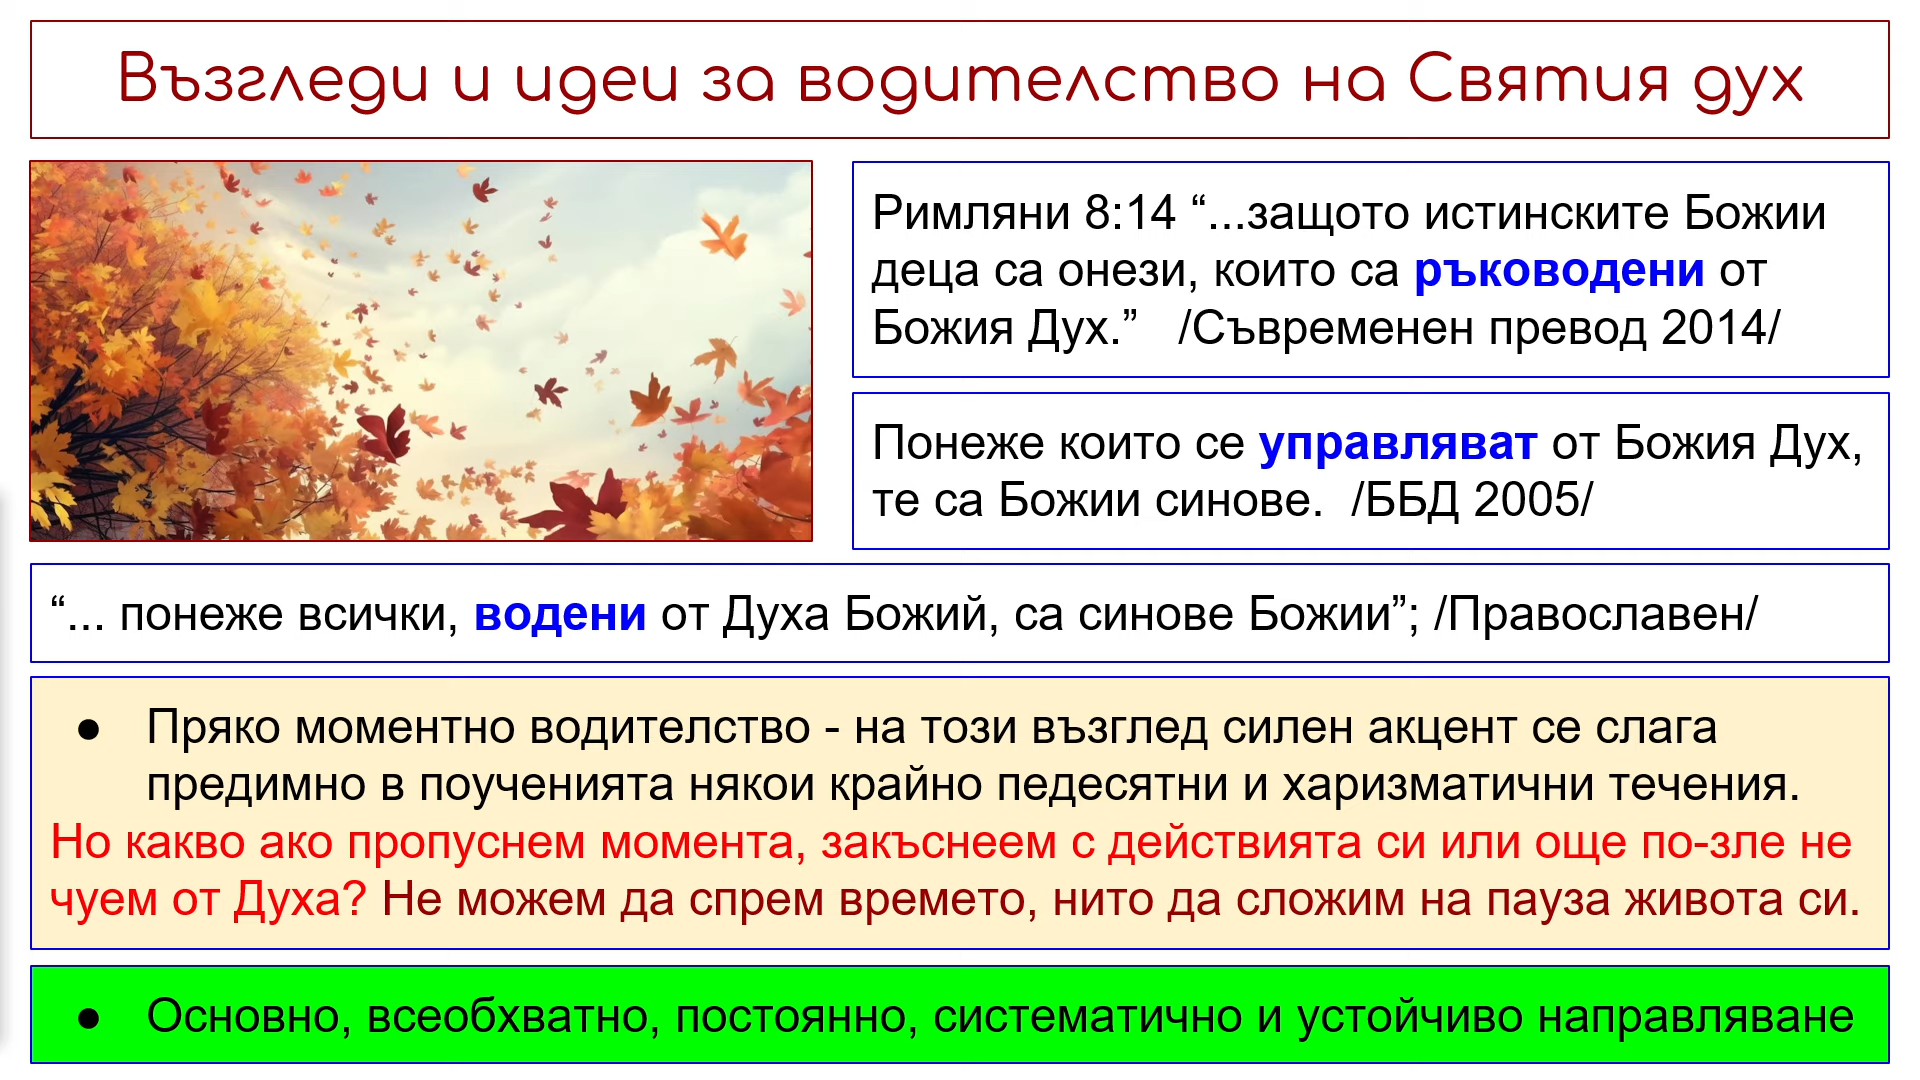 Възгледи и идеи за водителство на Святия дух
Римляни 8:14 “...защото истинските Божии
деца са онези, които са ръководени от
Божия Дух.” /Съвременен превод 2014/
Понеже които се управляват от Божия Дух,
те са Божии синове. /ББД 2005/
“... понеже всички, водени от Духа Божий, са синове Божии”; /Православен/
● Пряко моментно водителство - на този възглед силен акцент се слага
предимно в поученията някои крайно педесятни и харизматични течения.
Но какво ако пропуснем момента, закъснеем с действията си или още по-зле не
чуем от Духа? Не можем да спрем времето, нито да сложим на пауза живота си.
● Основно, всеобхватно, постоянно, систематично и устойчиво направляване